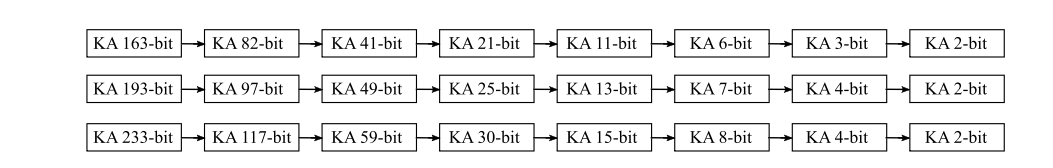 KA 163-bit KA 82-bit KA 41-bit KA 21-bit KA 11-bit KA 6-bit KA 3-bit KA 2-bit
KA 193-bit KA 97-bit KA 49-bit KA 25-bit KA 13-bit KA 7-bit KA 4-bit KA 2-bit
KA 233-bit KA 117-bit KA 59-bit KA 30-bit KA 15-bit KA 8-bit KA 4-bit KA 2-bit